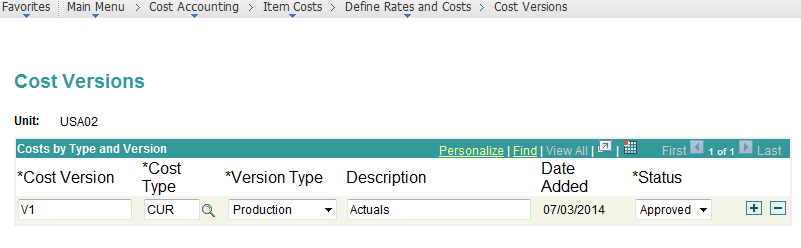 Favorites Main Menu > Cost Accounting > Item Costs > Define Rates and Costs > Cost Versions
Cost Versions
Unit: USA02
Costs by Type and Version Personalize | Find | View All | | First 1 of 1 Last
*Cost Version *Cost Type *Version Type Description Date Added *Status
V1 CUR Production Actuals 07/03/2014 Approved